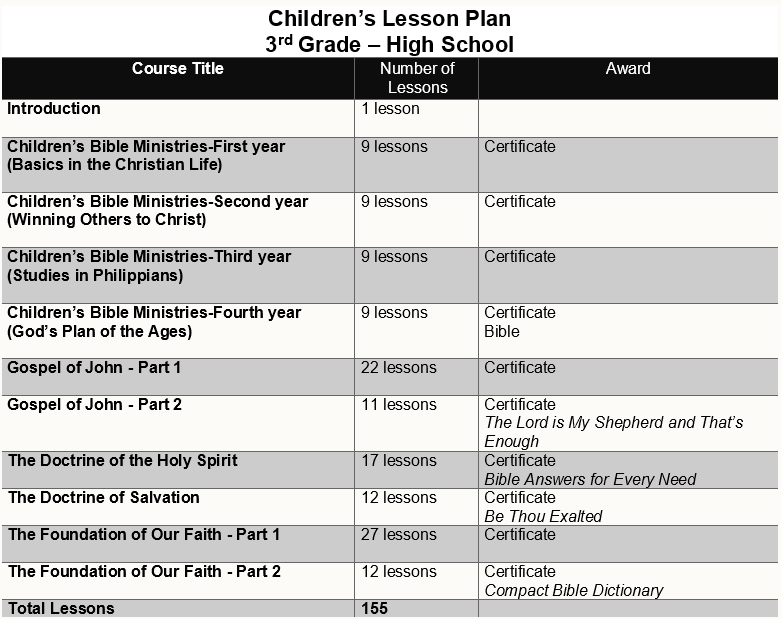 Children's Lesson Plan
3rd Grade – High School
Course Title Number of Lessons Award
Introduction 1 lesson
Children's Bible Ministries-First year 9 lessons Certificate
(Basics in the Christian Life)
Children's Bible Ministries-Second year 9 lessons Certificate
(Winning Others to Christ)
Children's Bible Ministries-Third year 9 lessons Certificate
(Studies in Philippians)
Children's Bible Ministries-Fourth year 9 lessons Certificate
(God's Plan of the Ages) Bible
Gospel of John - Part 1 22 lessons Certificate
Gospel of John - Part 2 11 lessons Certificate
The Lord is My Shepherd and That's
Enough
The Doctrine of the Holy Spirit 17 lessons Certificate
Bible Answers for Every Need
The Doctrine of Salvation 12 lessons Certificate
Be Thou Exalted
The Foundation of Our Faith - Part 1 27 lessons Certificate
The Foundation of Our Faith - Part 2 12 lessons Certificate
Compact Bible Dictionary
Total Lessons 155